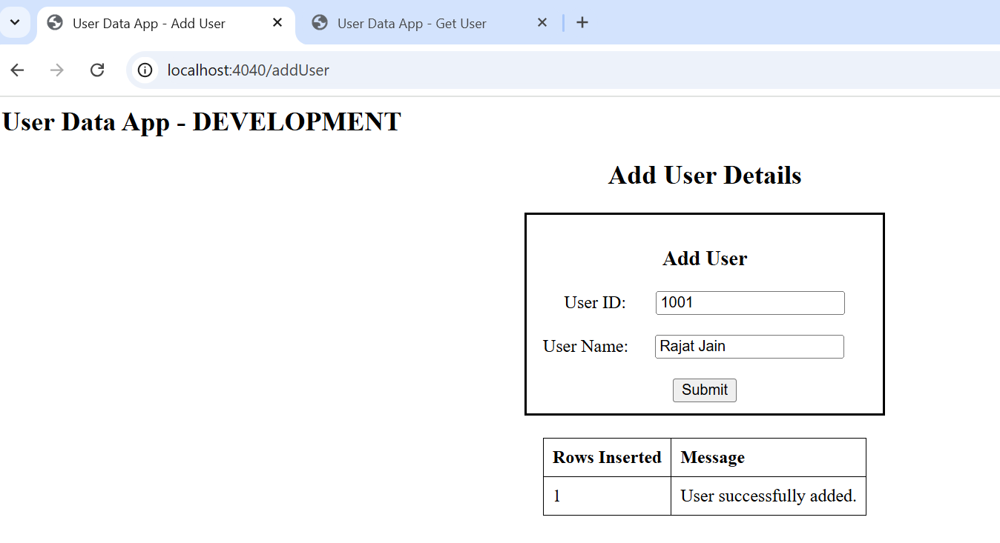 User Data App - Add User User Data App - Get User
localhost:4040/addUser
User Data App - DEVELOPMENT
Add User Details
Add User
User ID: 1001
User Name: Rajat Jain
Submit
Rows Inserted Message
1 User successfully added.